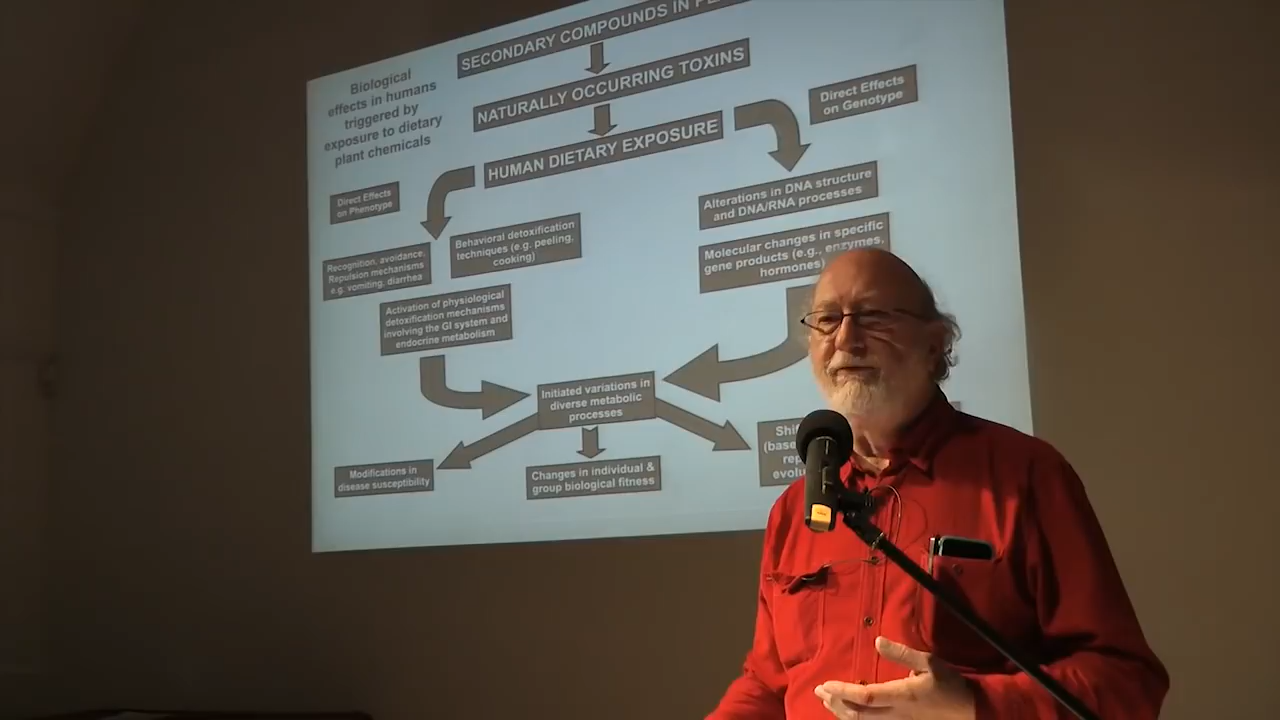 SECONDARY COMPOUNDS IN
Biological
effects in humans
triggered by
exposure to dietary
plant chemicals
NATURALLY OCCURRING TOXINS
HUMAN DIETARY EXPOSURE
Direct Effects
on Genotype
Direct Effects
on Phenotype
Alterations in DNA structure
and DNA/RNA processes
Recognition, avoidance,
Repulsion mechanisms
e.g. vomiting, diarrhea
Behavioral detoxification
techniques (e.g. peeling,
cooking)
Molecular changes in specific
gene products (e.g., enzymes,
hormones)
Activation of physiological
detoxification mechanisms
involving the GI system and
endocrine metabolism
Initiated variations in
diverse metabolic
processes
Modifications in
disease susceptibility
Changes in individual &
group biological fitness